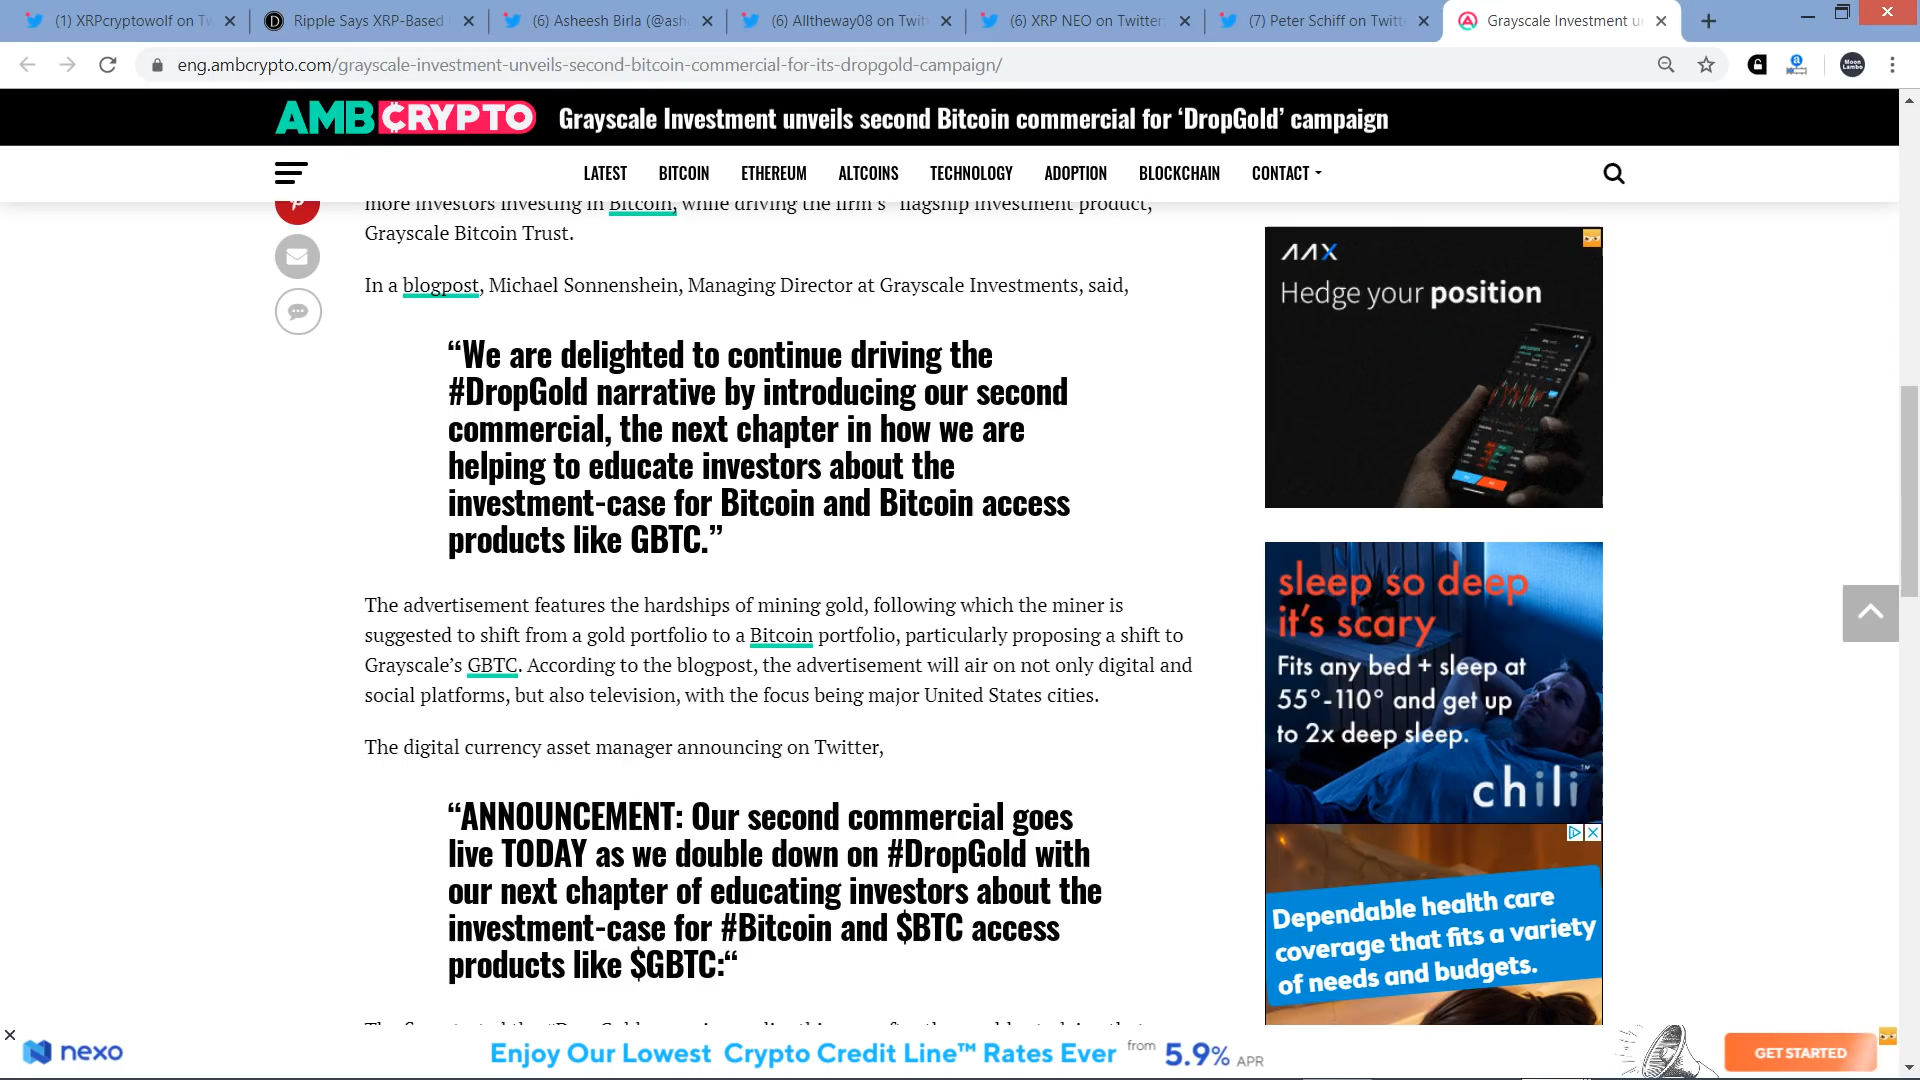 (1) XRPcryptowolf on Tw
Ripple Says XRP-Based
(6) Asheesh Birla (@ash
(6) Alltheway08 on Twit
(6) XRP NEO on Twitter
(7) Peter Schiff on Twitt
Grayscale Investment u
eng.ambcrypto.com/grayscale-investment-unveils-second-bitcoin-commercial-for-its-dropgold-campaign/
Moon Lambo
AMBCRYPTO
Grayscale Investment unveils second Bitcoin commercial for ‘DropGold’ campaign
LATEST BITCOIN ETHEREUM ALTCOINS TECHNOLOGY ADOPTION BLOCKCHAIN CONTACT
more investors investing in Bitcoin, while driving the firm’s “flagship investment product,
Grayscale Bitcoin Trust.
In a blogpost, Michael Sonnenshein, Managing Director at Grayscale Investments, said,
“We are delighted to continue driving the
#DropGold narrative by introducing our second
commercial, the next chapter in how we are
helping to educate investors about the
investment-case for Bitcoin and Bitcoin access
products like GBTC.”
The advertisement features the hardships of mining gold, following which the miner is
suggested to shift from a gold portfolio to a Bitcoin portfolio, particularly proposing a shift to
Grayscale’s GBTC. According to the blogpost, the advertisement will air on not only digital and
social platforms, but also television, with the focus being major United States cities.
The digital currency asset manager announcing on Twitter,
“ANNOUNCEMENT: Our second commercial goes
live TODAY as we double down on #DropGold with
our next chapter of educating investors about the
investment-case for #Bitcoin and $BTC access
products like $GBTC:“
AAX
Hedge your position
sleep so deep
it’s scary
Fits any bed + sleep at
55°-110° and get up
to 2x deep sleep.
chili™
Dependable health care
coverage that fits a variety
of needs and budgets.
nexo
Enjoy Our Lowest Crypto Credit Line™ Rates Ever from 5.9% APR
GET STARTED